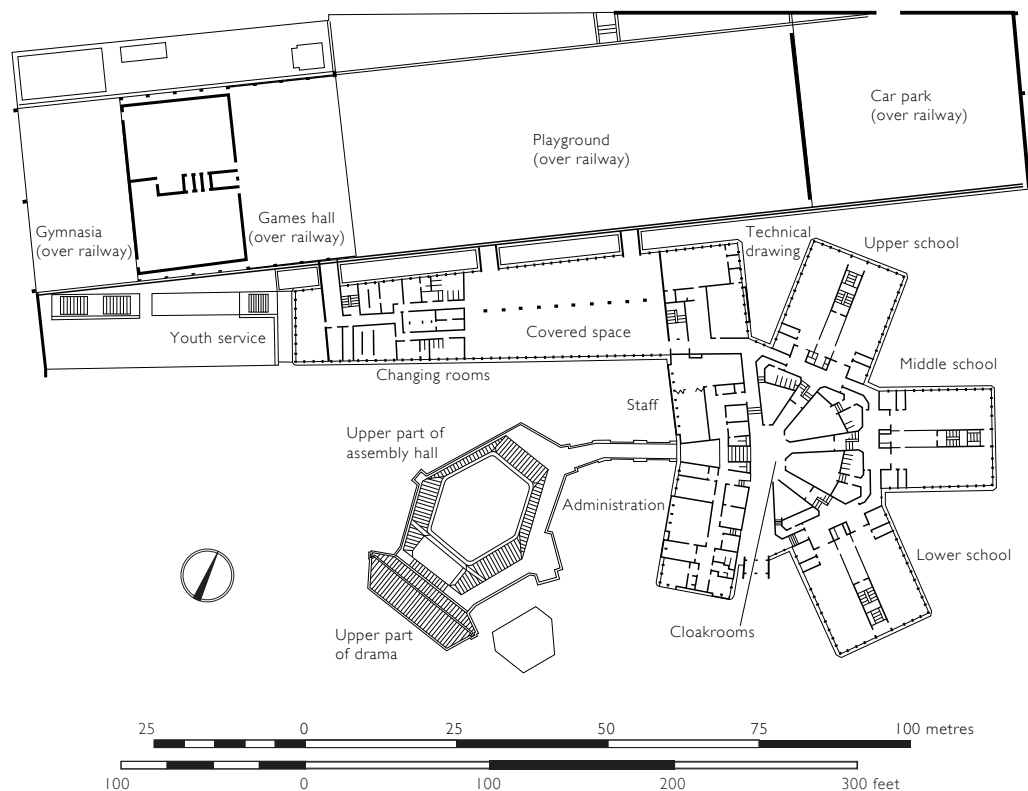 Car park
(over railway)
Playground
(over railway)
Gymnasia
(over railway)
Games hall
(over railway)
Technical
drawing
Upper school
Youth service
Covered space
Changing rooms
Middle school
Staff
Upper part of
assembly hall
Administration
Lower school
Cloakrooms
Upper part
of drama
25 0 25 50 75 100 metres
100 0 100 200 300 feet